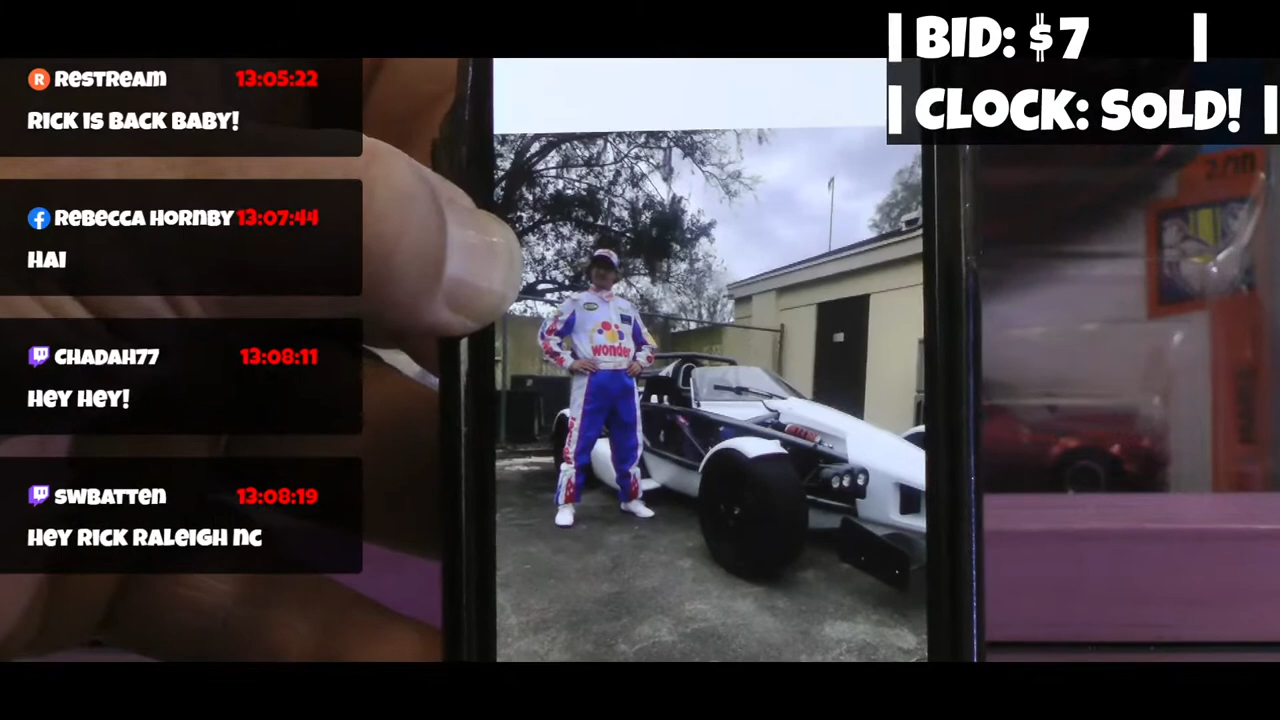 | BID: $7 |
| CLOCK: SOLD! |
R RESTREAM 13:05:22
RICK IS BACK BABY!
REBECCA HORNBY 13:07:44
HAI
CHADAH77 13:08:11
HEY HEY!
SWBATTEN 13:08:19
HEY RICK RALEIGH NC
wonder